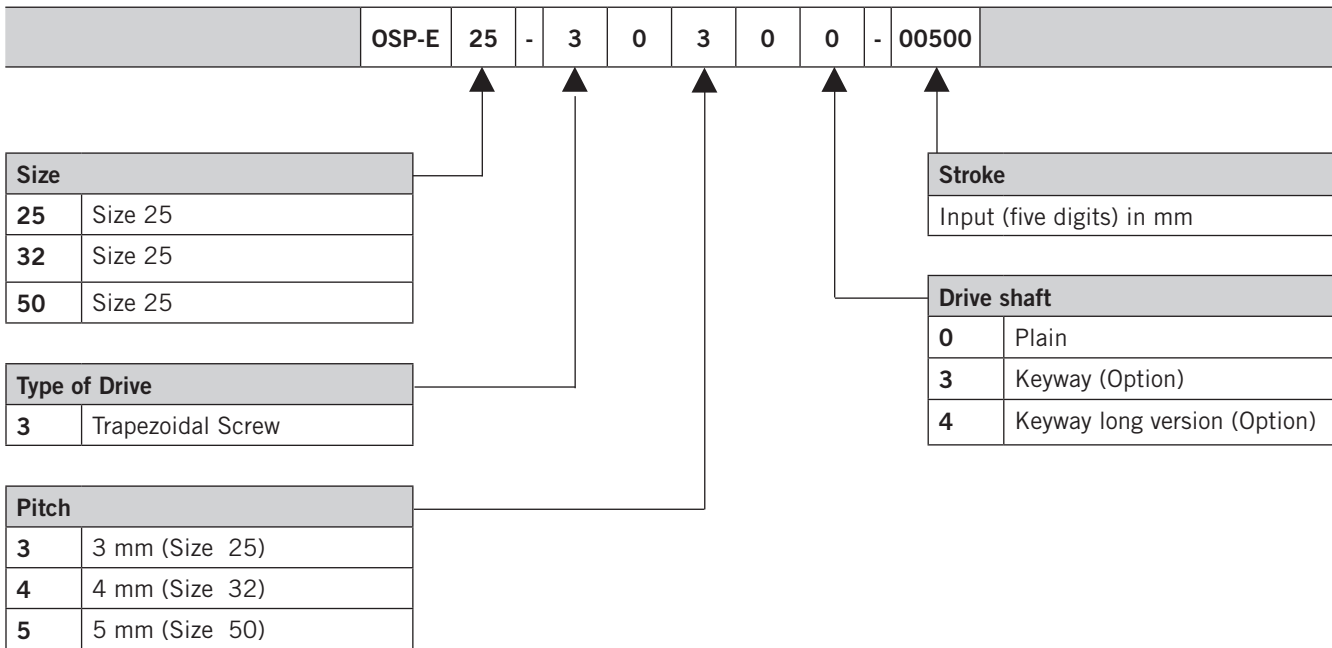 OSP-E 25 - 3 0 3 0 0 - 00500
Size
25 Size 25
32 Size 25
50 Size 25
Type of Drive
3 Trapezoidal Screw
Pitch
3 3 mm (Size 25)
4 4 mm (Size 32)
5 5 mm (Size 50)
Stroke
Input (five digits) in mm
Drive shaft
0 Plain
3 Keyway (Option)
4 Keyway long version (Option)